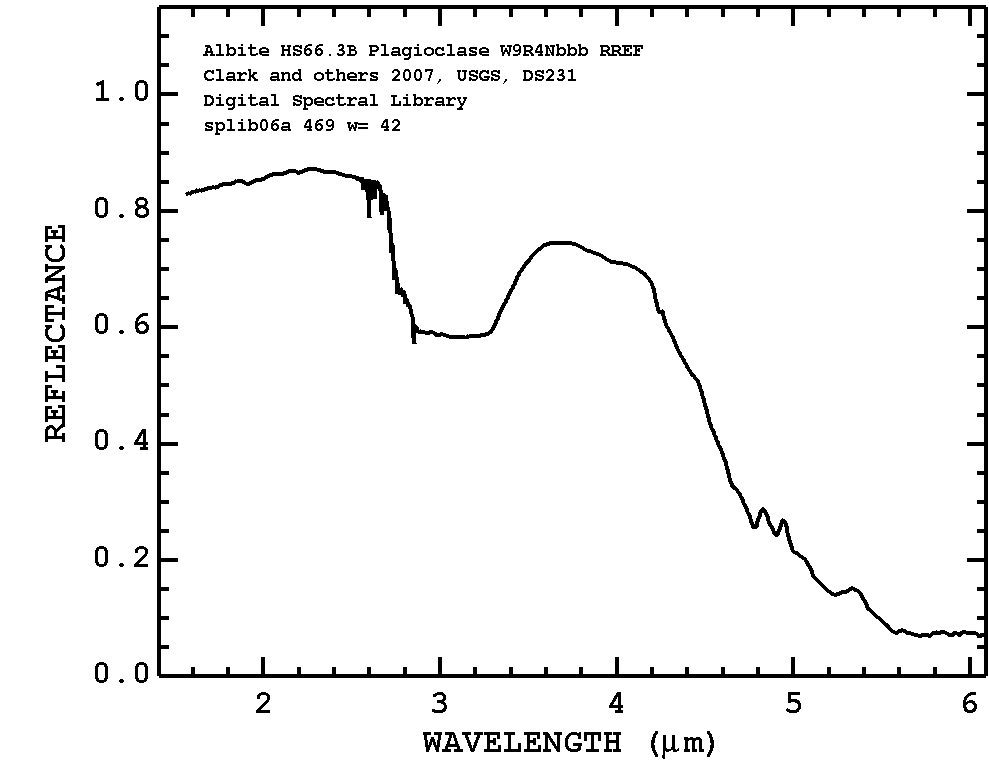 Albite HS66.3B Plagioclase W9R4Nbbb RREF
Clark and others 2007, USGS, DS231
Digital Spectral Library
splib06a 469 w= 42
1.0
0.8
0.6
0.4
0.2
0.0
REFLECTANCE
2 3 4 5 6
WAVELENGTH (μm)